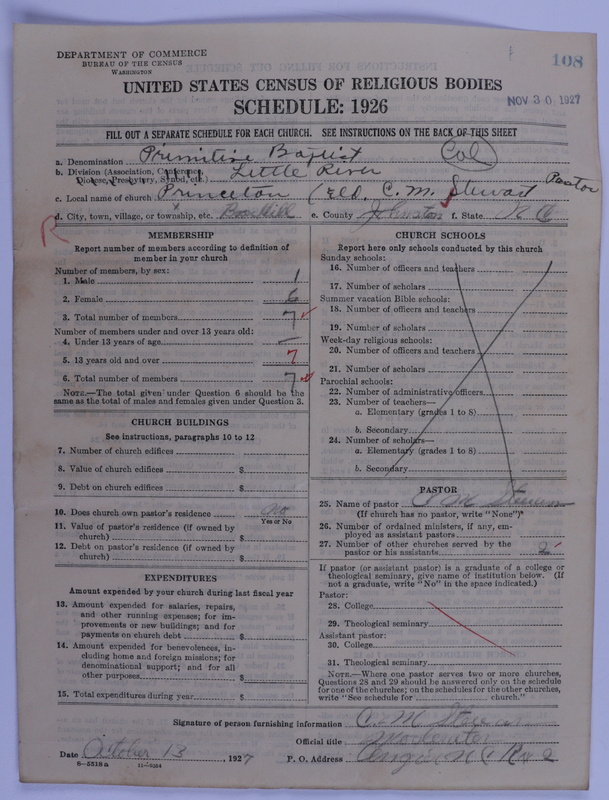 108
DEPARTMENT OF COMMERCE
BUREAU OF THE CENSUS
WASHINGTON
UNITED STATES CENSUS OF RELIGIOUS BODIES
SCHEDULE: 1926
NOV 30 1927
FILL OUT A SEPARATE SCHEDULE FOR EACH CHURCH. SEE INSTRUCTIONS ON THE BACK OF THIS SHEET
a. Denomination Primitive Baptist Col
b. Division (Association, Conference, Diocese, Presbytery, Synod, etc.) Little River
c. Local name of church Princeton (Eld. C. M. Steward Pastor
d. City, town, village, or township, etc. Boon Hill e. County Johnston f. State N C
MEMBERSHIP
Report number of members according to definition of
member in your church
Number of members, by sex:
1. Male 1
2. Female 6
3. Total number of members 7
Number of members under and over 13 years old:
4. Under 13 years of age —
5. 13 years old and over 7
6. Total number of members 7
NOTE.—The total given under Question 6 should be the
same as the total of males and females given under Question 3.
CHURCH BUILDINGS
See instructions, paragraphs 10 to 12
7. Number of church edifices
8. Value of church edifices $
9. Debt on church edifices $
10. Does church own pastor's residence no
Yes or No
11. Value of pastor's residence (if owned by
church) $
12. Debt on pastor's residence (if owned by
church) $
EXPENDITURES
Amount expended by your church during last fiscal year
13. Amount expended for salaries, repairs,
and other running expenses; for im-
provements or new buildings; and for
payments on church debt $
14. Amount expended for benevolences, in-
cluding home and foreign missions; for
denominational support; and for all
other purposes $
15. Total expenditures during year $
CHURCH SCHOOLS
Report here only schools conducted by this church
Sunday schools:
16. Number of officers and teachers
17. Number of scholars
Summer vacation Bible schools:
18. Number of officers and teachers
19. Number of scholars
Week-day religious schools:
20. Number of officers and teachers
21. Number of scholars
Parochial schools:
22. Number of administrative officers
23. Number of teachers—
a. Elementary (grades 1 to 8)
b. Secondary
24. Number of scholars—
a. Elementary (grades 1 to 8)
b. Secondary
PASTOR
25. Name of pastor
(If church has no pastor, write "None")
26. Number of ordained ministers, if any, em-
ployed as assistant pastors
27. Number of other churches served by the
pastor or his assistants 2
If pastor (or assistant pastor) is a graduate of a college or
theological seminary, give name of institution below. (If
not a graduate, write "No" in the space indicated.)
Pastor:
28. College
29. Theological seminary
Assistant pastor:
30. College
31. Theological seminary
NOTE.—Where one pastor serves two or more churches,
Questions 28 and 29 should be answered only on the schedule
for one of the churches; on the schedules for the other churches,
write "See schedule for church."
Signature of person furnishing information C. M.
Official title Moderator
Date October 13, 1927 P. O. Address Angier N C R 2
6—5318 a